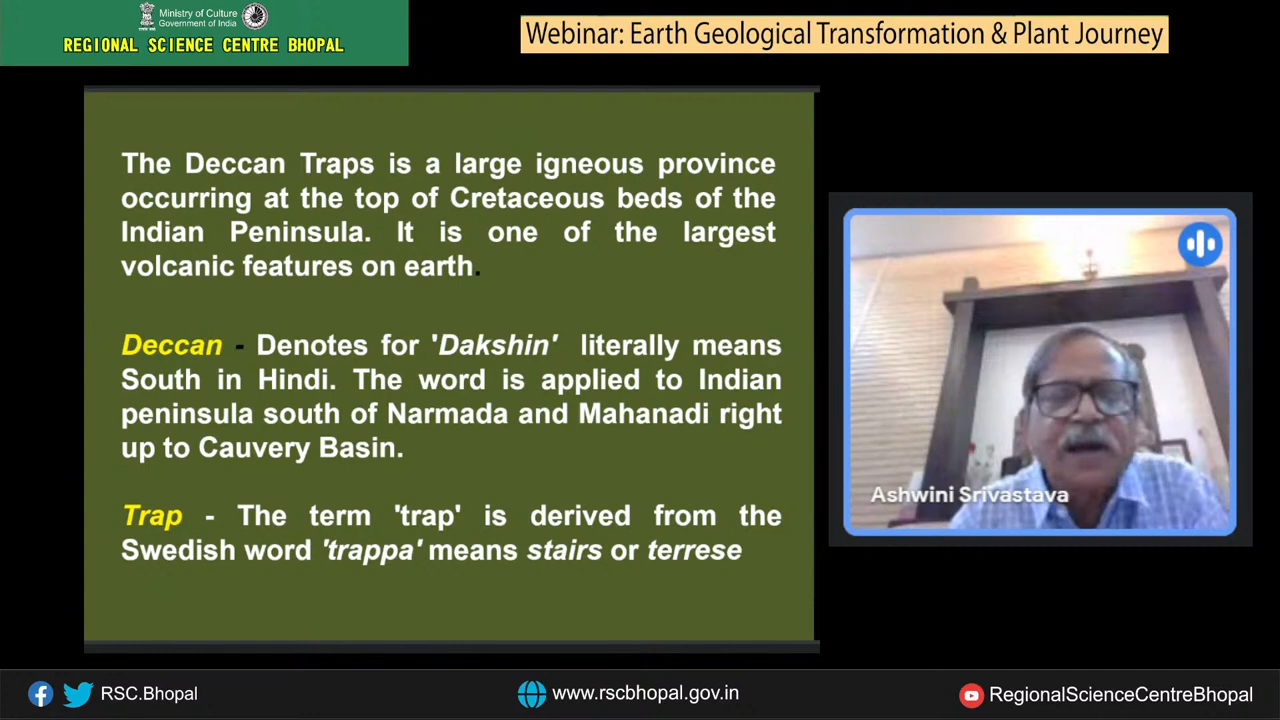 Ministry of Culture
Government of India
REGIONAL SCIENCE CENTRE BHOPAL
Webinar: Earth Geological Transformation & Plant Journey
The Deccan Traps is a large igneous province
occurring at the top of Cretaceous beds of the
Indian Peninsula. It is one of the largest
volcanic features on earth.
Deccan - Denotes for 'Dakshin' literally means
South in Hindi. The word is applied to Indian
peninsula south of Narmada and Mahanadi right
up to Cauvery Basin.
Trap - The term 'trap' is derived from the
Swedish word 'trappa' means stairs or terrese
Ashwini Srivastava
RSC.Bhopal
www.rscbhopal.gov.in
RegionalScienceCentreBhopal